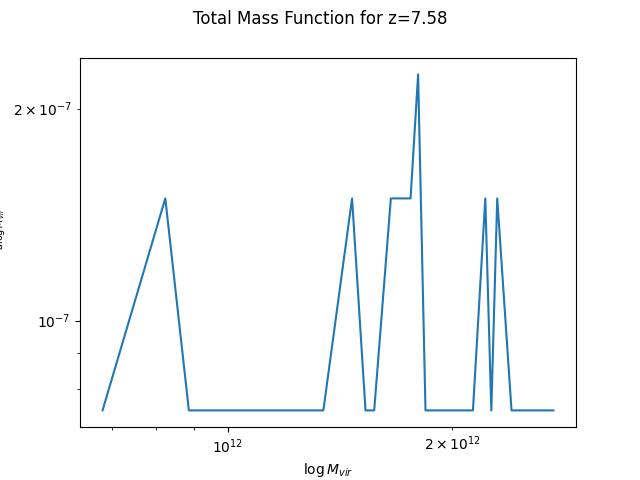 Total Mass Function for z=7.58
2 × 10⁻⁷
10⁻⁷
10¹²
2 × 10¹²
log M_vir